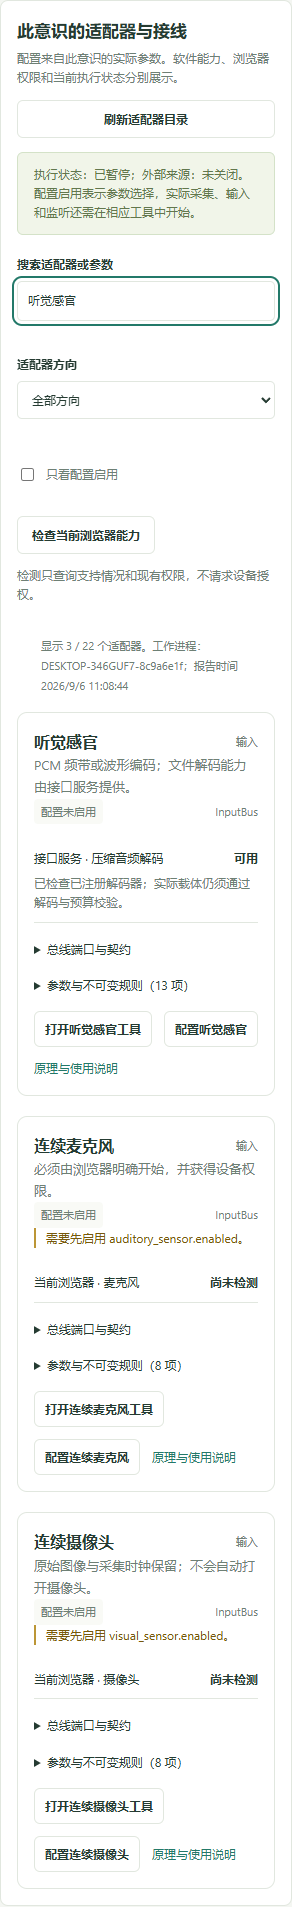 此意识的适配器与接线
配置来自此意识的实际参数。软件能力、浏览器
权限和当前执行状态分别展示。
刷新适配器目录
执行状态：已暂停；外部来源：未关闭。
配置启用表示参数选择，实际采集、输入
和监听还需在相应工具中开始。
搜索适配器或参数
听觉感官
适配器方向
全部方向
只看配置启用
检查当前浏览器能力
检测只查询支持情况和现有权限，不请求设备授
权。
显示 3 / 22 个适配器。工作进程：
DESKTOP-346GUF7-8c9a6e1f；报告时间
2026/9/6 11:08:44
听觉感官 输入
PCM 频带或波形编码；文件解码能力
由接口服务提供。
配置未启用 InputBus
接口服务 · 压缩音频解码 可用
已检查已注册解码器；实际载体仍须通过
解码与预算校验。
▶ 总线端口与契约
▶ 参数与不可变规则（13 项）
打开听觉感官工具 配置听觉感官
原理与使用说明
连续麦克风 输入
必须由浏览器明确开始，并获得设备权
限。
配置未启用 InputBus
需要先启用 auditory_sensor.enabled。
当前浏览器 · 麦克风 尚未检测
▶ 总线端口与契约
▶ 参数与不可变规则（8 项）
打开连续麦克风工具
配置连续麦克风 原理与使用说明
连续摄像头 输入
原始图像与采集时钟保留；不会自动打
开摄像头。
配置未启用 InputBus
需要先启用 visual_sensor.enabled。
当前浏览器 · 摄像头 尚未检测
▶ 总线端口与契约
▶ 参数与不可变规则（8 项）
打开连续摄像头工具
配置连续摄像头 原理与使用说明